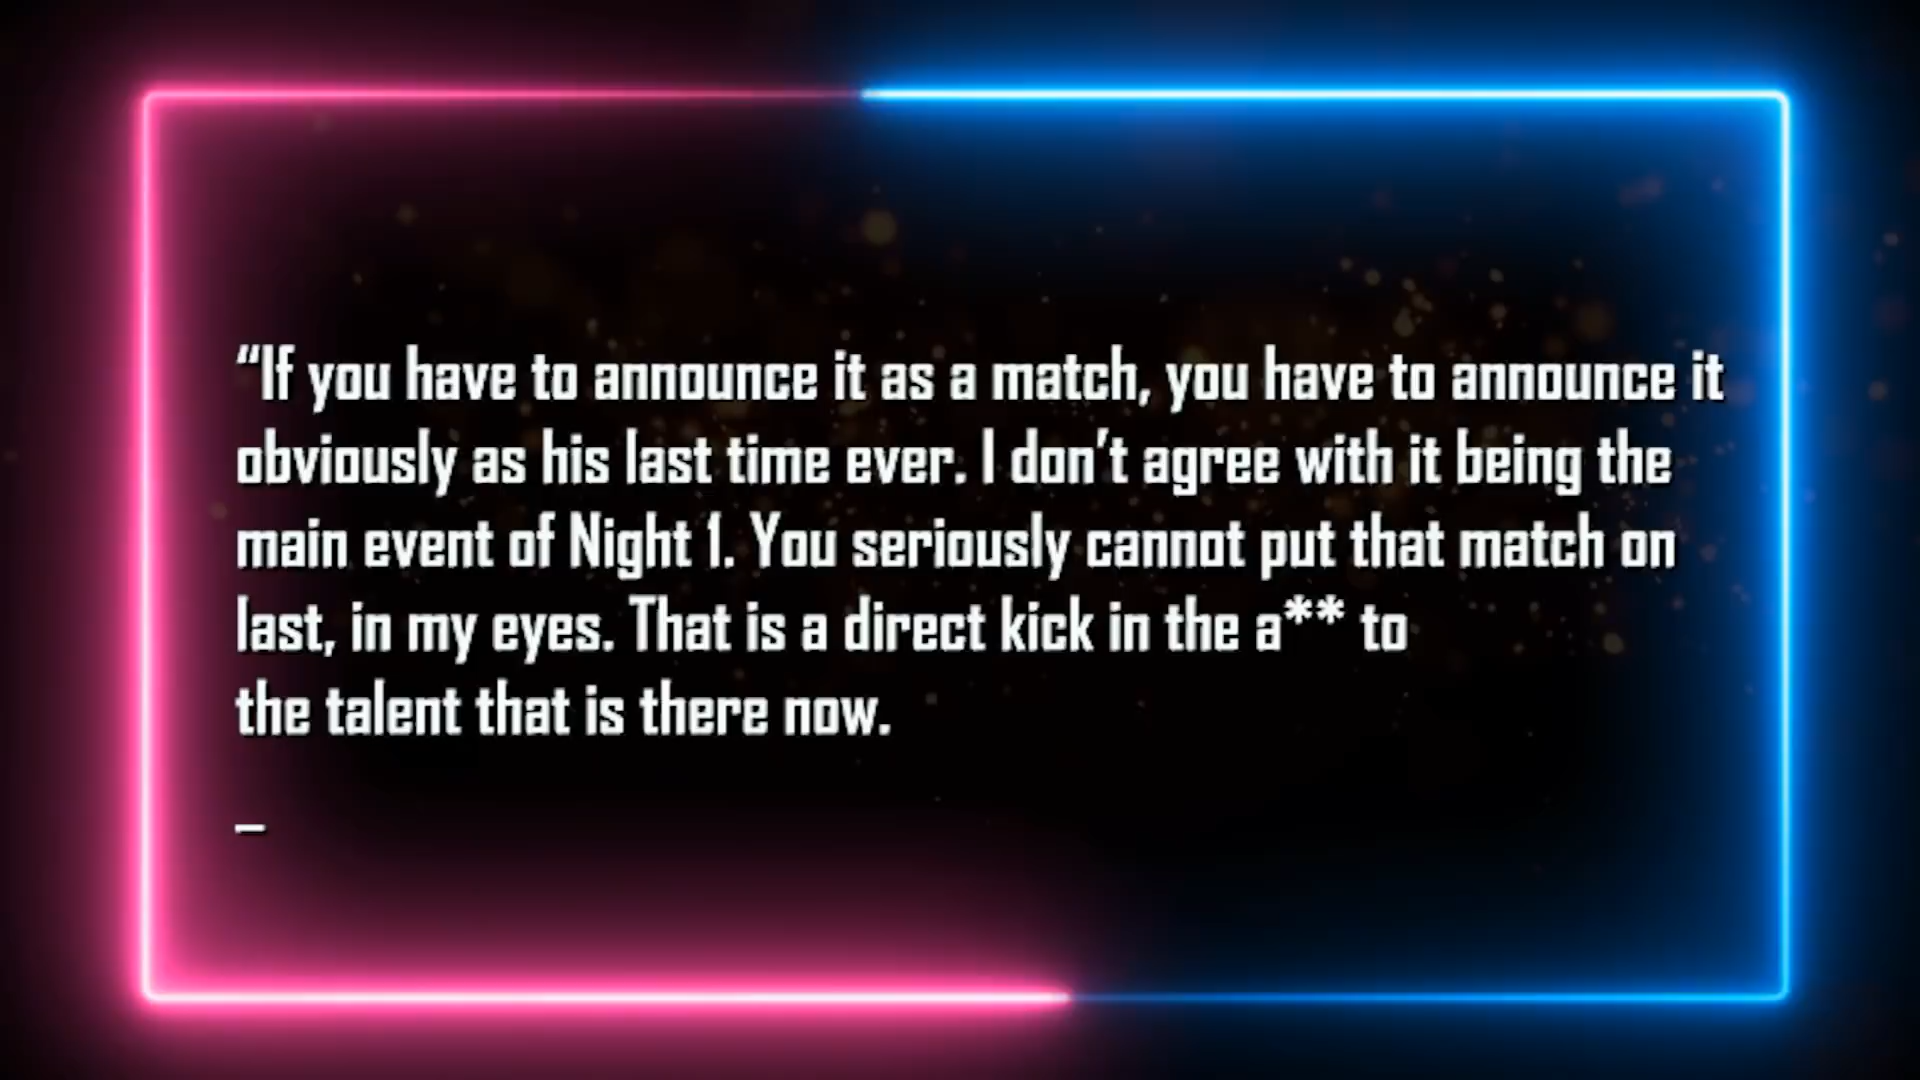 “If you have to announce it as a match, you have to announce it
obviously as his last time ever. I don’t agree with it being the
main event of Night 1. You seriously cannot put that match on
last, in my eyes. That is a direct kick in the a** to
the talent that is there now.
–